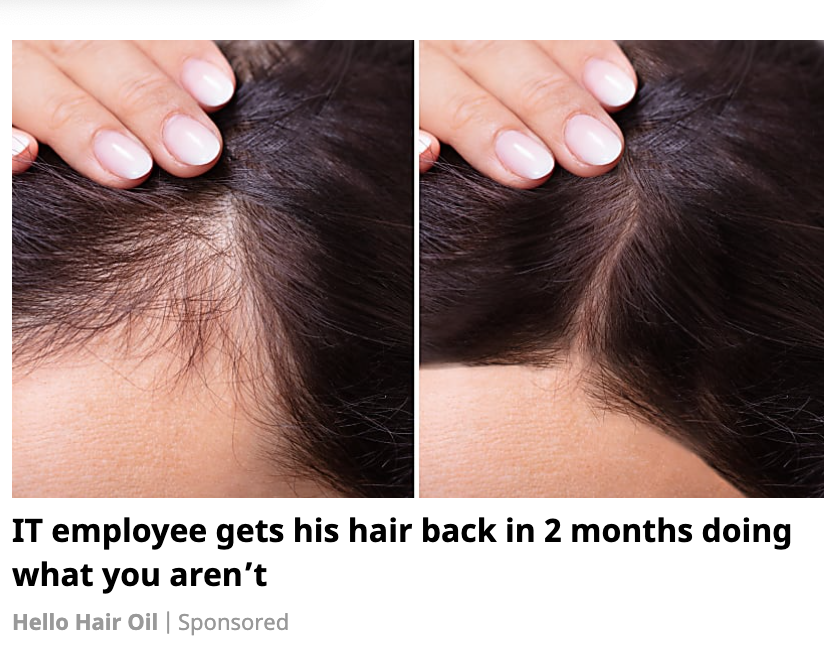 IT employee gets his hair back in 2 months doing
what you aren’t
Hello Hair Oil | Sponsored